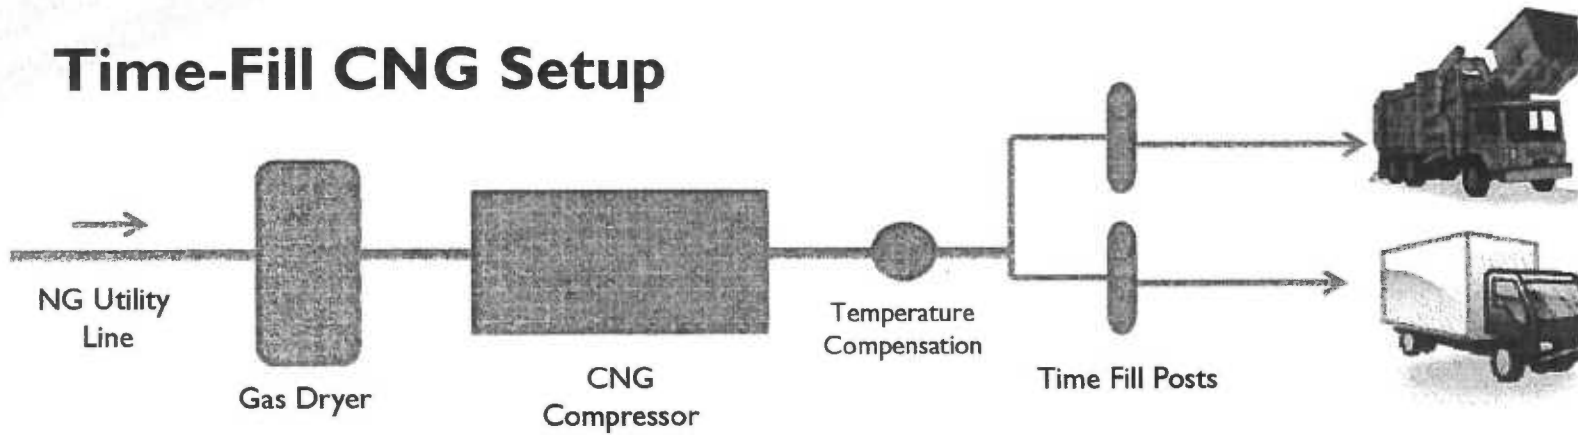 Time-Fill CNG Setup
NG Utility
Line
Gas Dryer
CNG
Compressor
Temperature
Compensation
Time Fill Posts